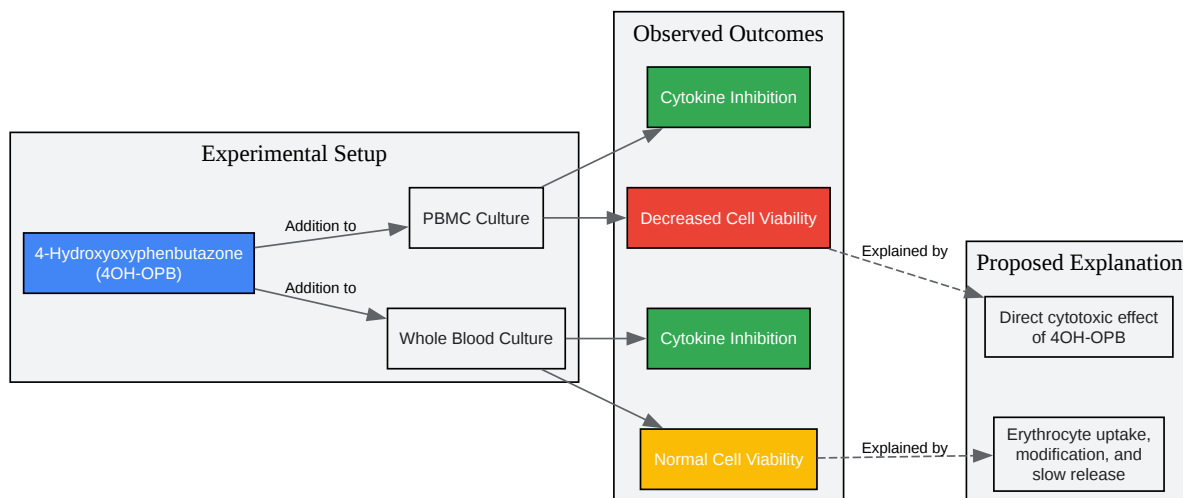 Experimental Setup
4-Hydroxyoxyphenbutazone
(4OH-OPB)
Addition to
Addition to
PBMC Culture
Whole Blood Culture
Observed Outcomes
Cytokine Inhibition
Decreased Cell Viability
Cytokine Inhibition
Normal Cell Viability
Explained by
Explained by
Proposed Explanation
Direct cytotoxic effect
of 4OH-OPB
Erythrocyte uptake,
modification, and
slow release